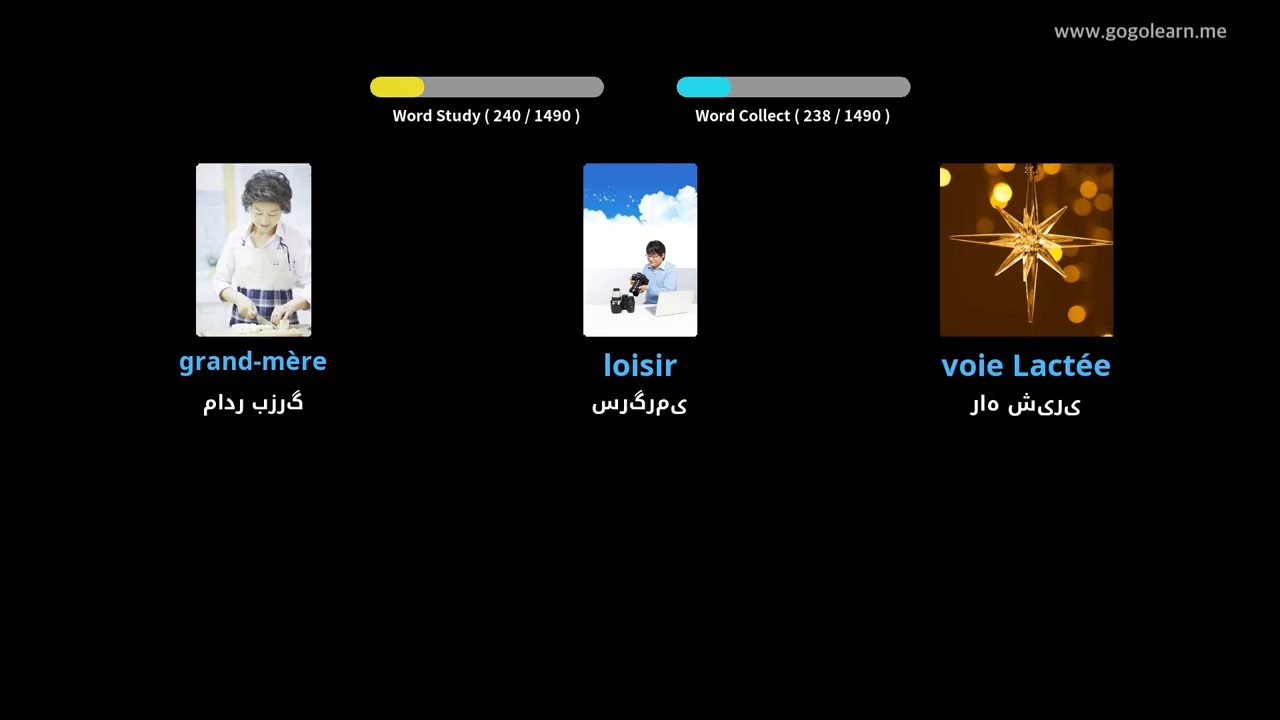 www.gogolearn.me
Word Study ( 240 / 1490 )
Word Collect ( 238 / 1490 )
grand-mère
گرزب ردام
loisir
یمرگرس
voie Lactée
یریش هار